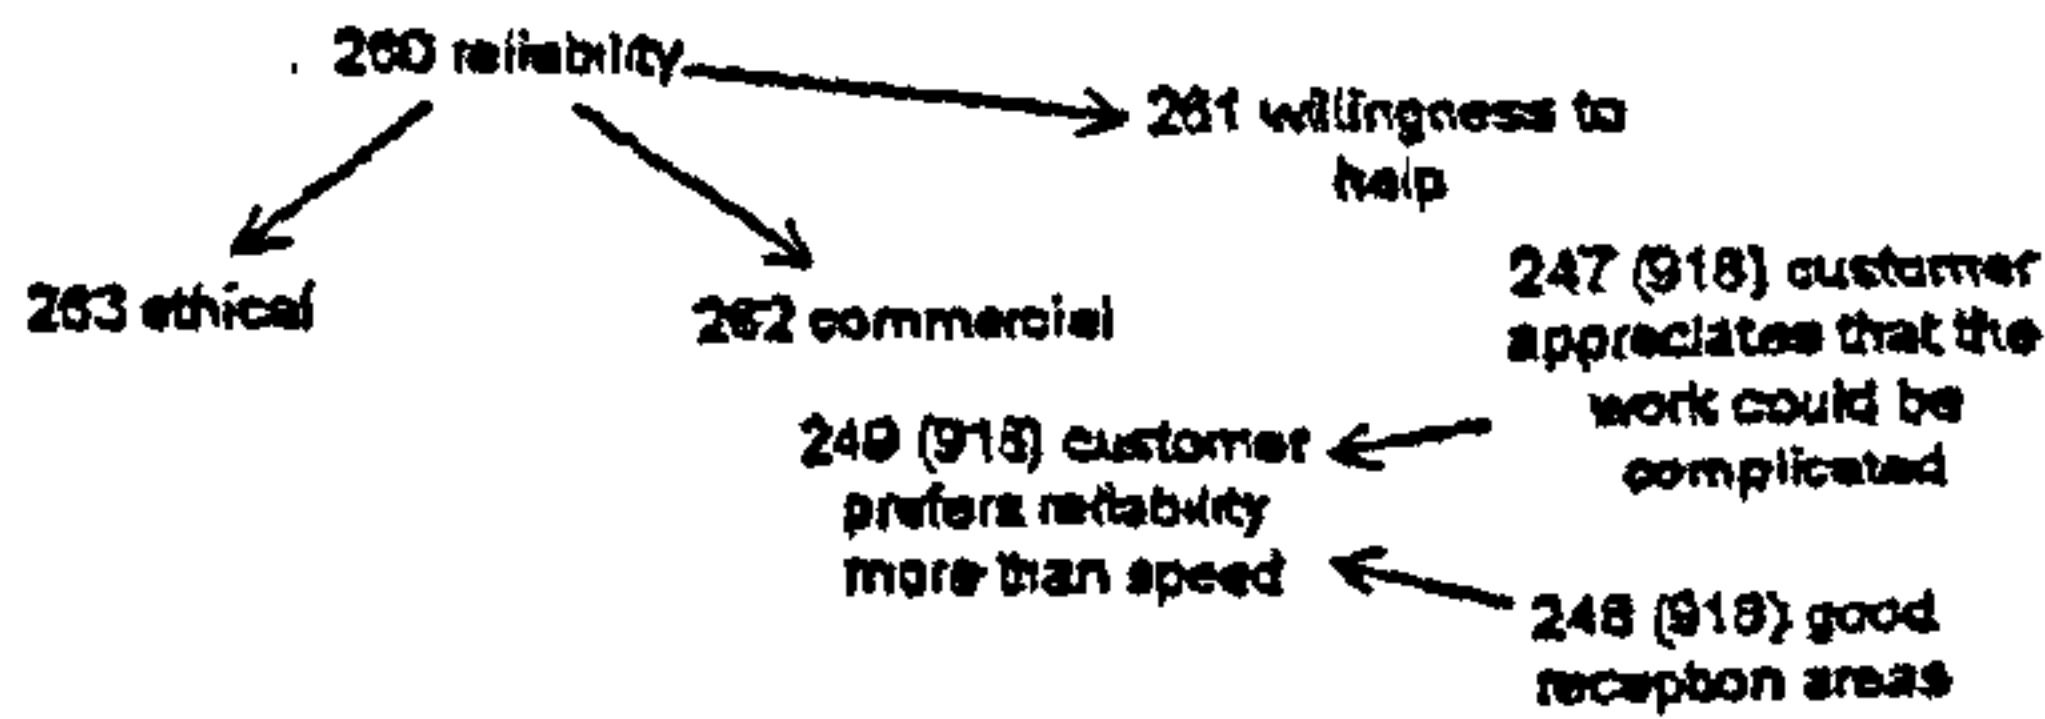 260 reliability
261 willingness to
help
263 ethical
262 commercial
247 (918) customer
appreciates that the
work could be
complicated
249 (918) customer
prefers reliability
more than speed
248 (918) good
reception areas